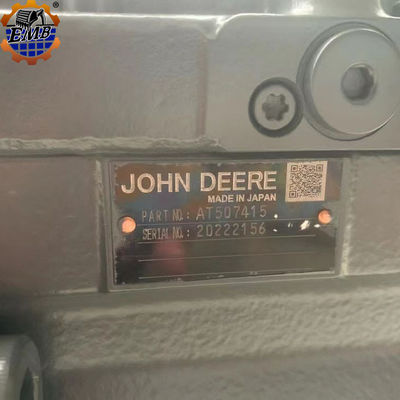 EMB
JOHN DEERE
MADE IN JAPAN
PART NO.: AT507415
SERIAL NO.: 20222156